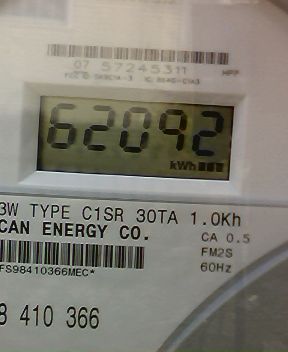 07 57245311
62092
kWh
3W TYPE C1SR 30TA 1.0Kh
CAN ENERGY CO.
CA 0.5
FM2S
60Hz
FS98410366MEC*
8 410 366